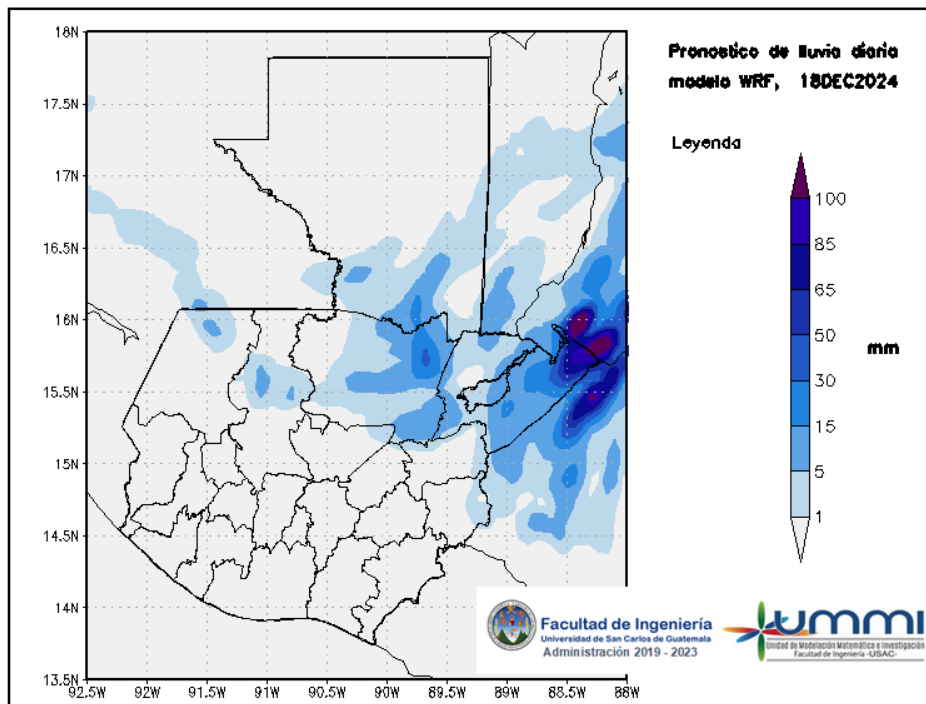 18N
17.5N
17N
16.5N
16N
15.5N
15N
14.5N
14N
13.5N
92.5W
92W
91.5W
91W
90.5W
90W
89.5W
89W
88.5W
88W
Pronostico de lluvia diaria
modelo WRF, 18DEC2024
Leyenda
100
85
65
50
30
15
5
1
mm
Facultad de Ingeniería
Universidad de San Carlos de Guatemala
Administración 2019 - 2023
ummi
Unidad de Modelación Matemática e Investigación
Facultad de Ingeniería -USAC-